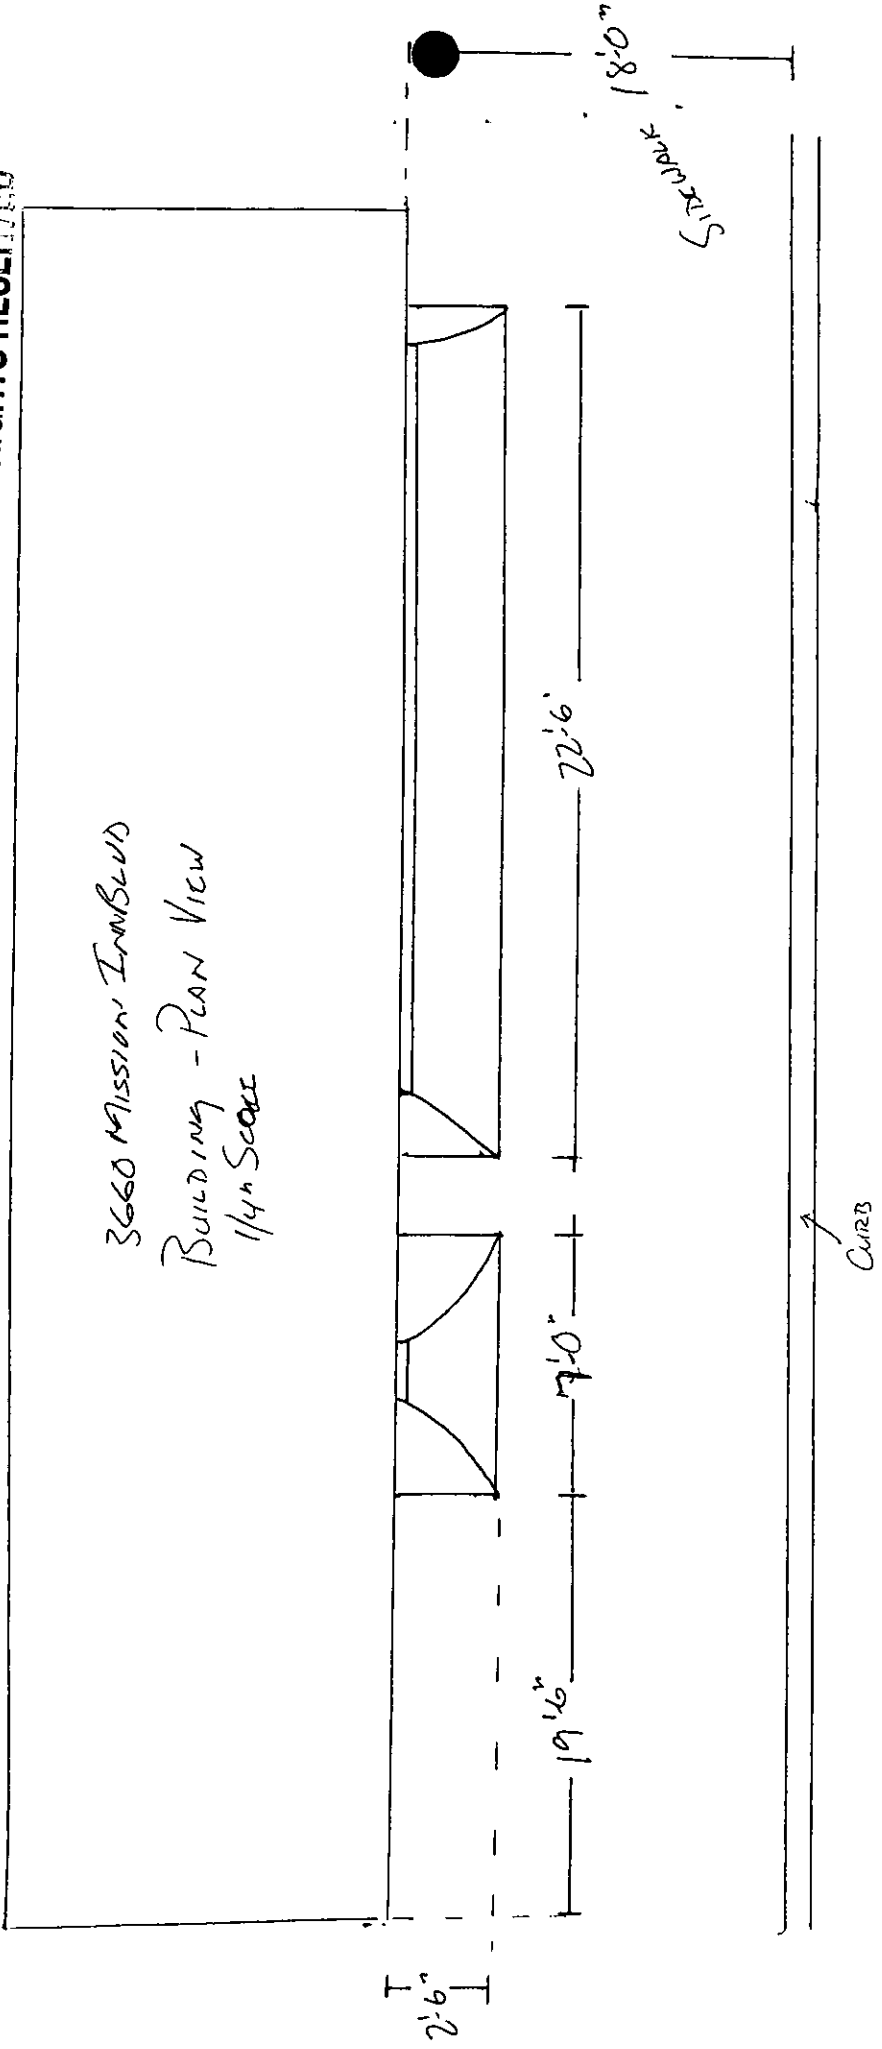 3660 MISSION INN BLVD
BUILDING - PLAN VIEW
1/4" SCALE
2'-6"
19'-6"
7'-0"
22'-6'
SIDEWALK
18'-0"
CURB